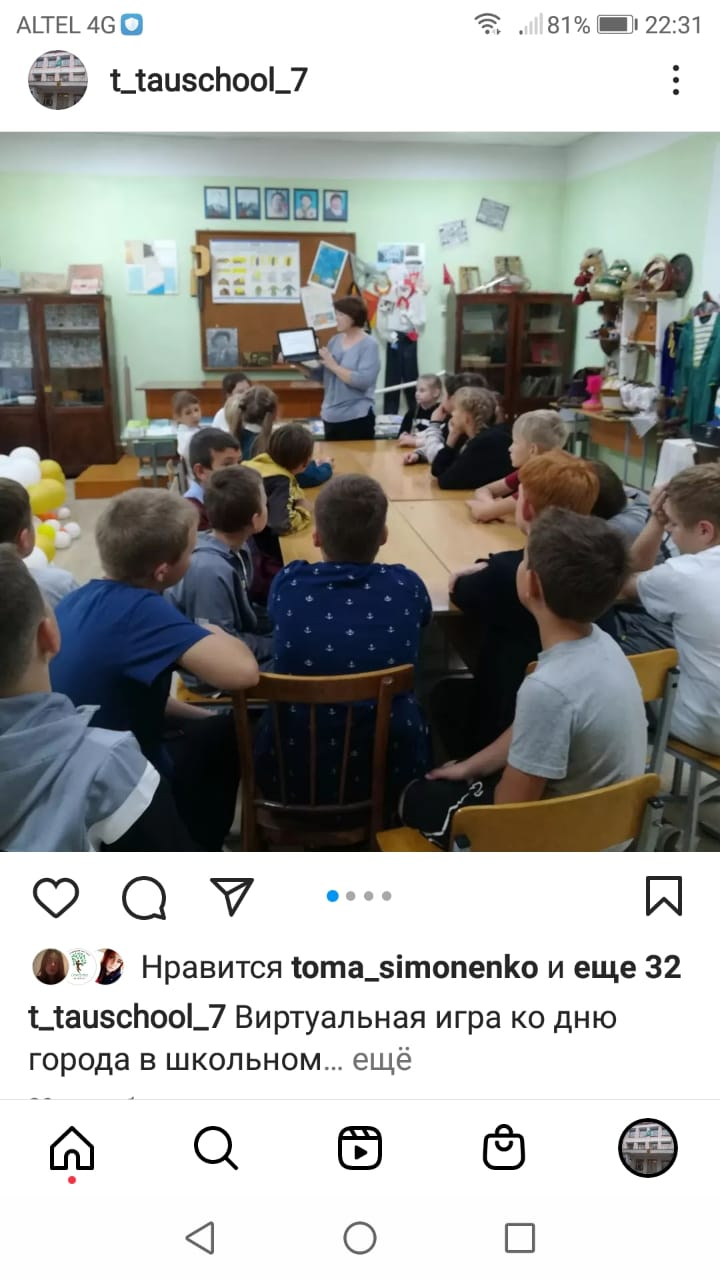 ALTEL 4G 81% 22:31
t_tauschool_7
Нравится toma_simonenko и еще 32
t_tauschool_7 Виртуальная игра ко дню
города в школьном... ещё